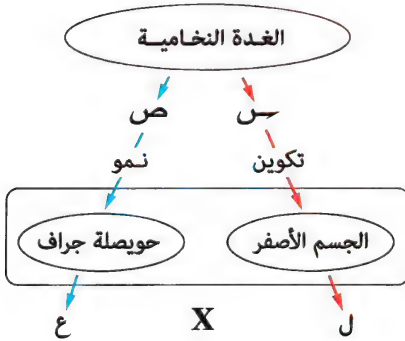 الغدة النخامية
س ص
تكوين نمو
الجسم الأصفر حويصلة جراف
ل X ع